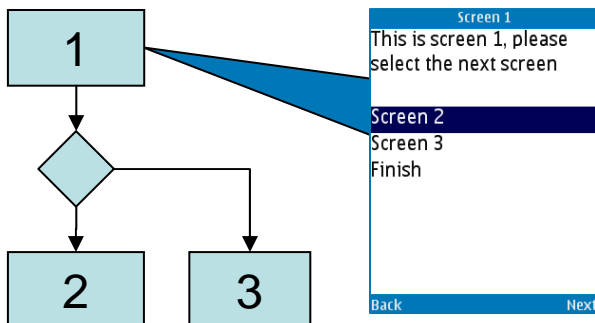 1
2
3
Screen 1
This is screen 1, please
select the next screen
Screen 2
Screen 3
Finish
Back Next